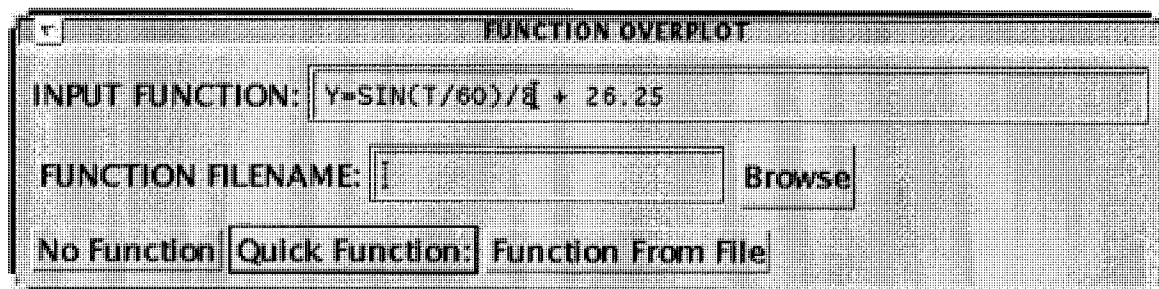 FUNCTION OVERPLOT
INPUT FUNCTION: Y=SIN(T/60)/8 + 26.25
FUNCTION FILENAME: Browse
No Function Quick Function: Function From File